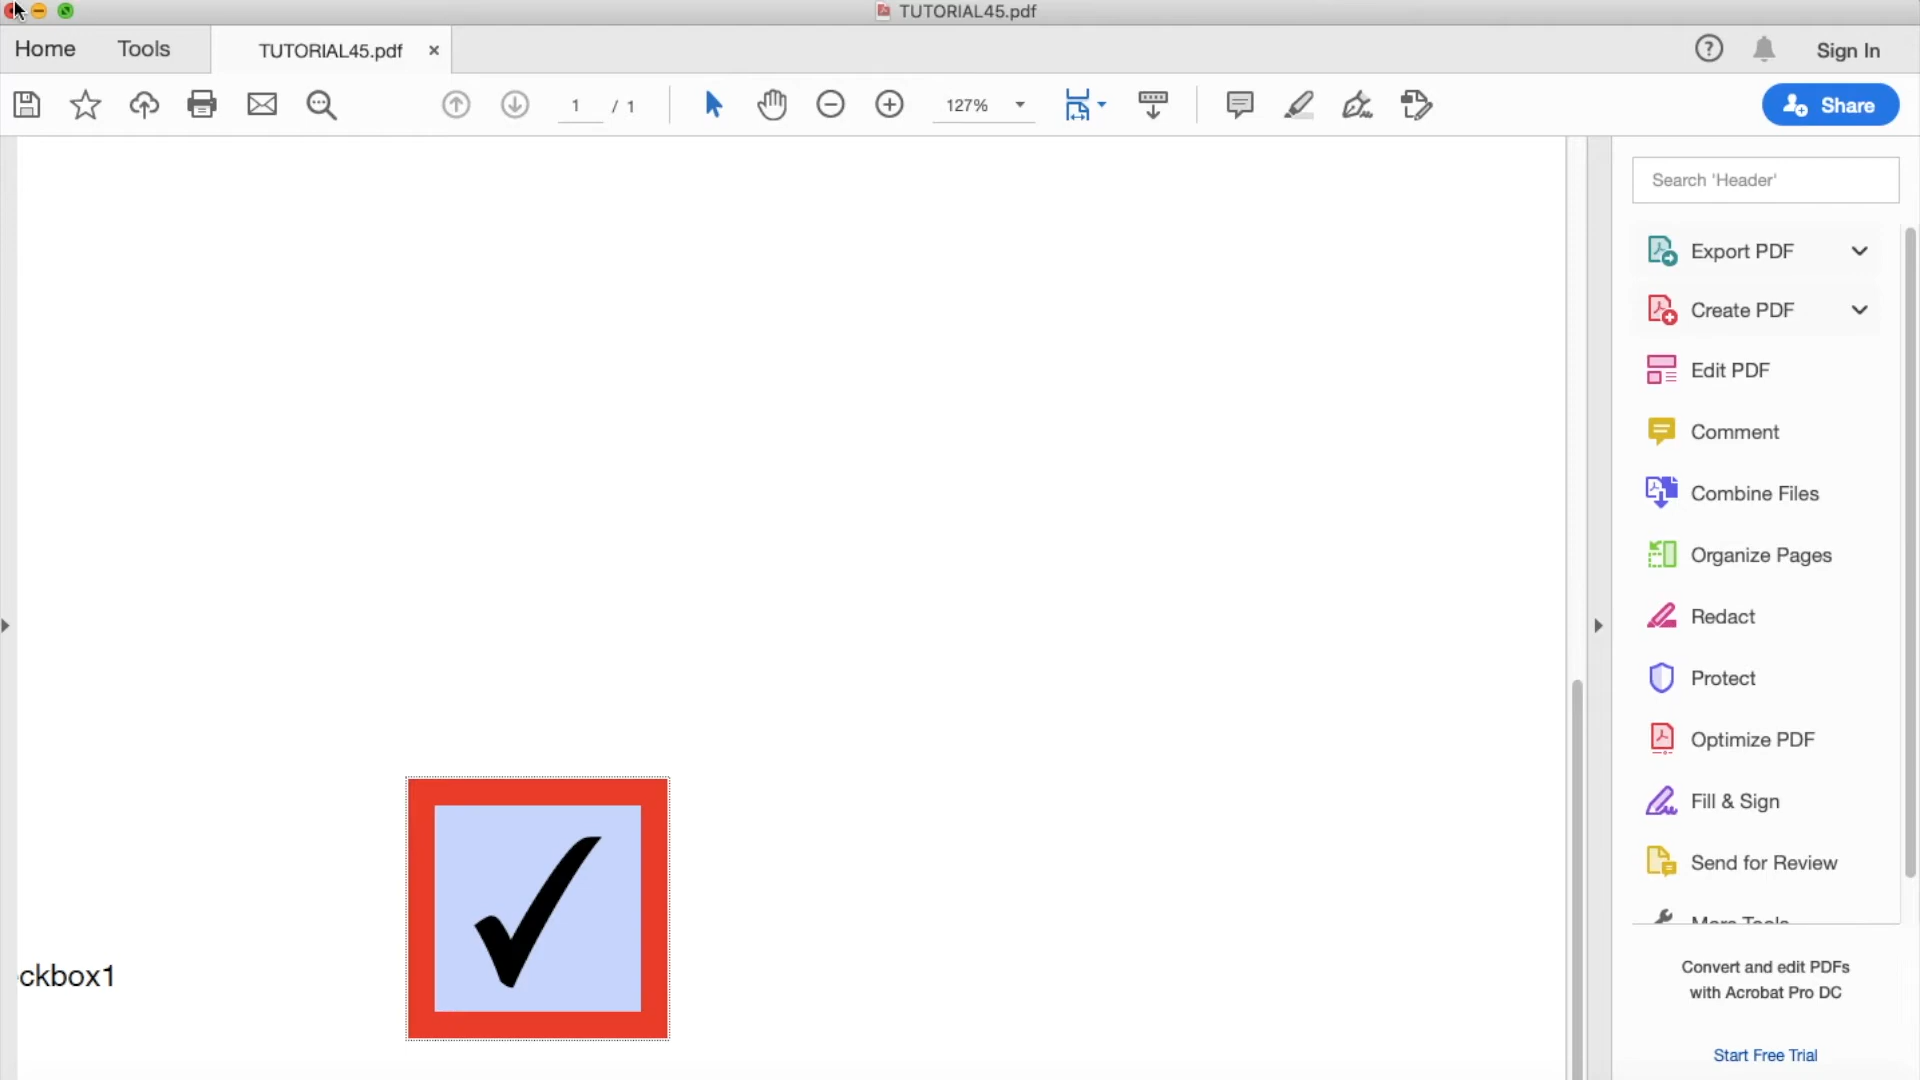 TUTORIAL45.pdf
Home
Tools
TUTORIAL45.pdf
Sign In
1 / 1
127%
Share
Search 'Header'
Export PDF
Create PDF
Edit PDF
Comment
Combine Files
Organize Pages
Redact
Protect
Optimize PDF
Fill & Sign
Send for Review
More Tools
ckbox1
Convert and edit PDFs
with Acrobat Pro DC
Start Free Trial